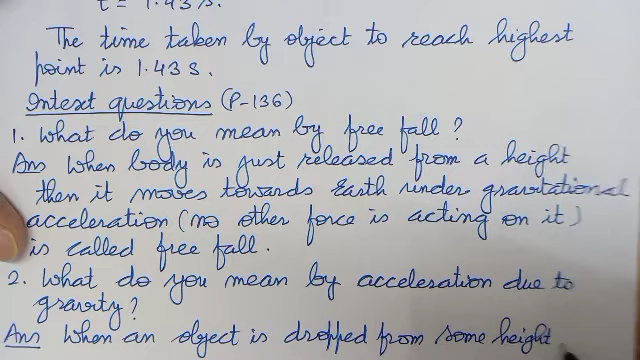 t = 1.43 s.
The time taken by object to reach highest
point is 1.43 s.
Intext questions (P-136)
1. What do you mean by free fall ?
Ans When body is just released from a height
then it moves towards Earth under gravitational
acceleration (no other force is acting on it)
is called free fall.
2. What do you mean by acceleration due to
gravity ?
Ans When an object is dropped from some height